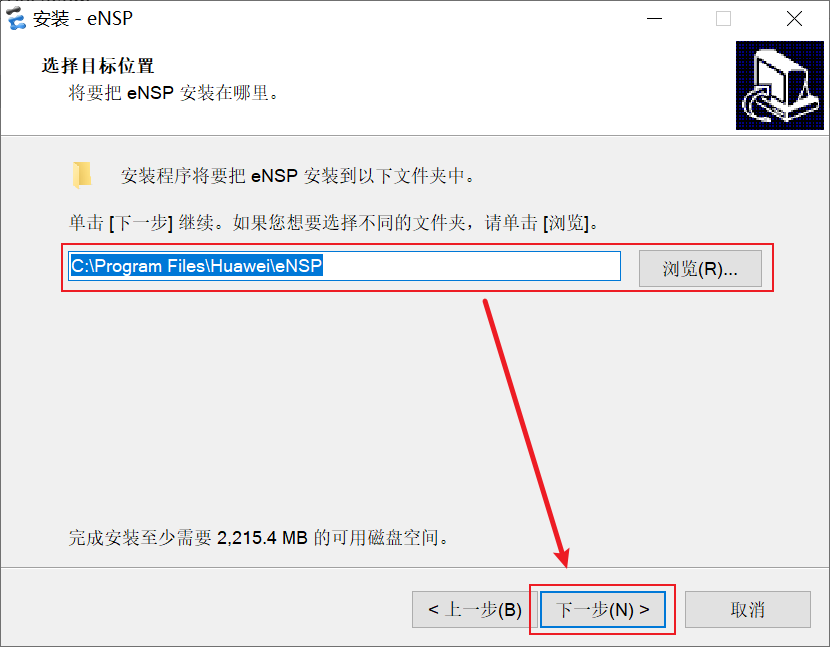 安装 - eNSP
选择目标位置
将要把 eNSP 安装在哪里。
安装程序将要把 eNSP 安装到以下文件夹中。
单击 [下一步] 继续。如果您想要选择不同的文件夹，请单击 [浏览]。
C:\Program Files\Huawei\eNSP
浏览(R)...
完成安装至少需要 2,215.4 MB 的可用磁盘空间。
< 上一步(B)
下一步(N) >
取消